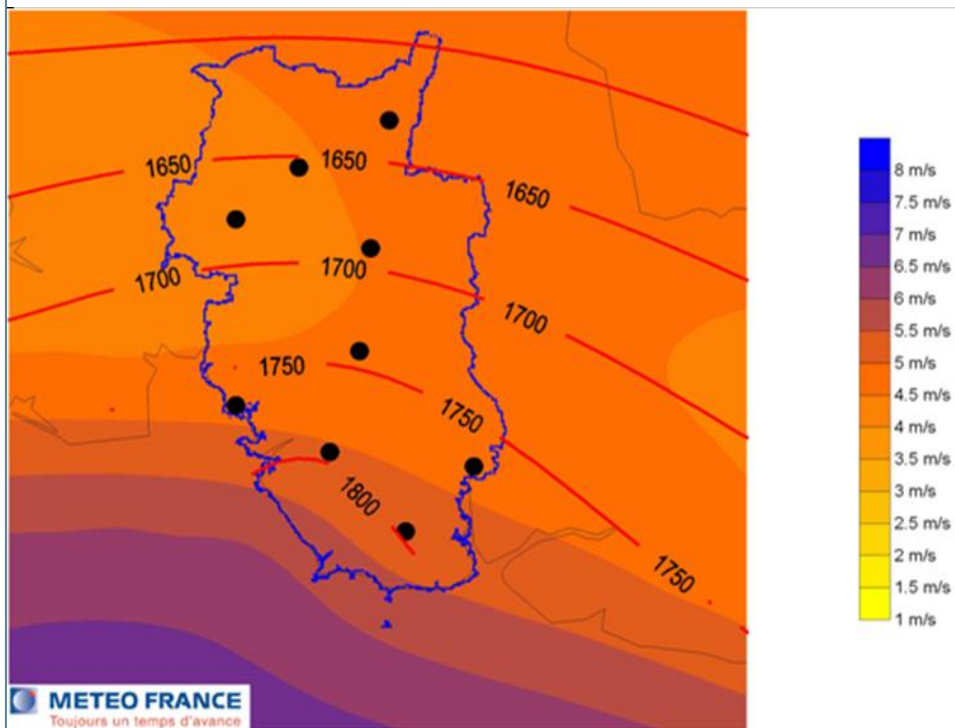 1650
1650
1650
1700
1700
1700
1750
1750
1800
1750
8 m/s
7.5 m/s
7 m/s
6.5 m/s
6 m/s
5.5 m/s
5 m/s
4.5 m/s
4 m/s
3.5 m/s
3 m/s
2.5 m/s
2 m/s
1.5 m/s
1 m/s
METEO FRANCE
Toujours un temps d'avance